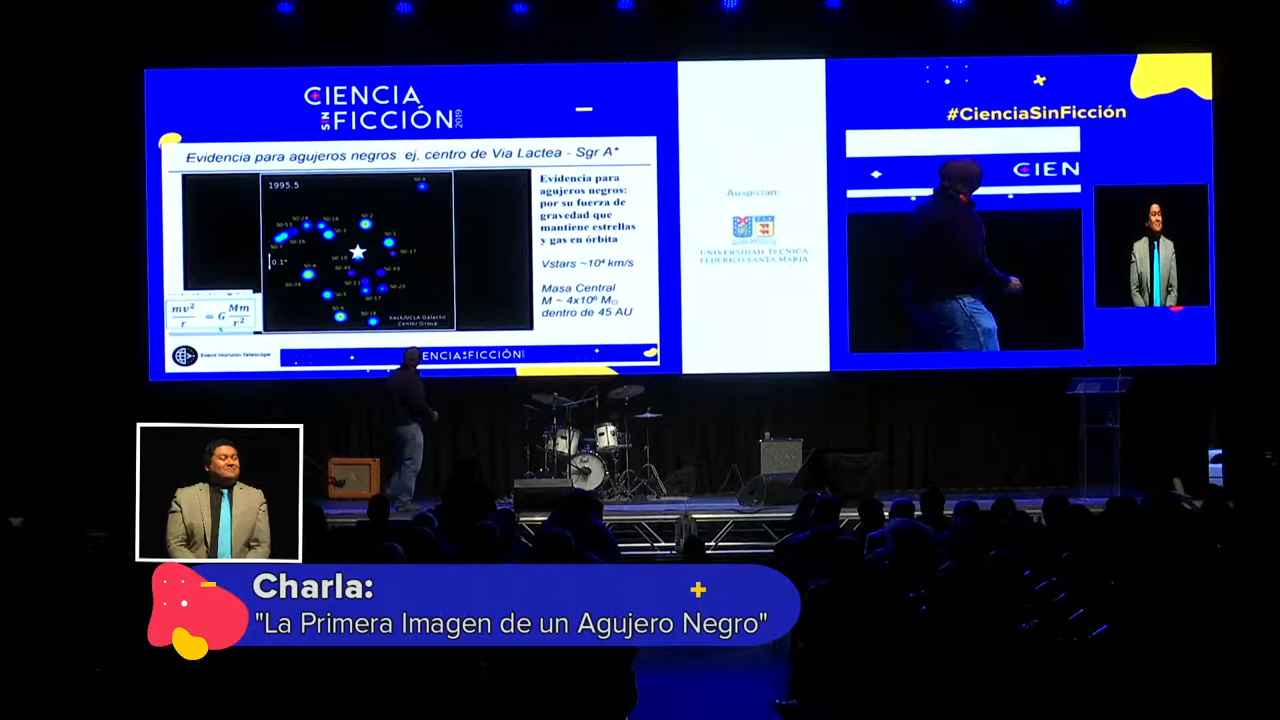 CIENCIA
SIN FICCIÓN 2019
Evidencia para agujeros negros ej, centro de Via Lactea - Sgr A*
1995.5
0.1"
Keck/UCLA Galactic
Center Group
mv²/r = G Mm/r²
Evidencia para
agujeros negros:
por su fuerza de
gravedad que
mantiene estrellas
y gas en órbita
Vstars ~10⁴ km/s
Masa Central
M ~ 4x10⁶ M☉
dentro de 45 AU
Event Horizon Telescope
ENCIA SIN FICCIÓN
Auspician:
UNIVERSIDAD TECNICA
FEDERICO SANTA MARIA
#CienciaSinFicción
CIEN
Charla:
"La Primera Imagen de un Agujero Negro"